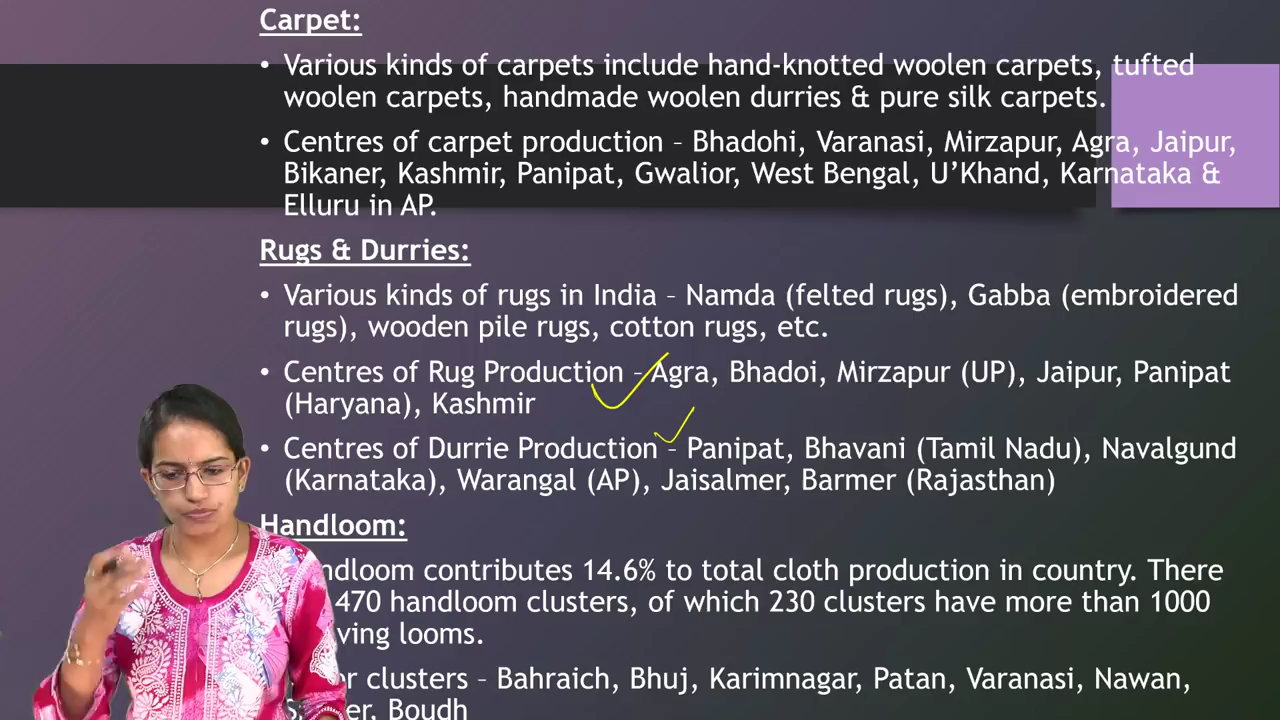 Carpet:
• Various kinds of carpets include hand-knotted woolen carpets, tufted
woolen carpets, handmade woolen durries & pure silk carpets.
• Centres of carpet production – Bhadohi, Varanasi, Mirzapur, Agra, Jaipur,
Bikaner, Kashmir, Panipat, Gwalior, West Bengal, U’Khand, Karnataka &
Elluru in AP.
Rugs & Durries:
• Various kinds of rugs in India – Namda (felted rugs), Gabba (embroidered
rugs), wooden pile rugs, cotton rugs, etc.
• Centres of Rug Production – Agra, Bhadoi, Mirzapur (UP), Jaipur, Panipat
(Haryana), Kashmir
• Centres of Durrie Production – Panipat, Bhavani (Tamil Nadu), Navalgund
(Karnataka), Warangal (AP), Jaisalmer, Barmer (Rajasthan)
Handloom:
contributes 14.6% to total cloth production in country. There
470 handloom clusters, of which 230 clusters have more than 1000
looms.
clusters – Bahraich, Bhuj, Karimnagar, Patan, Varanasi, Nawan,
Boudh